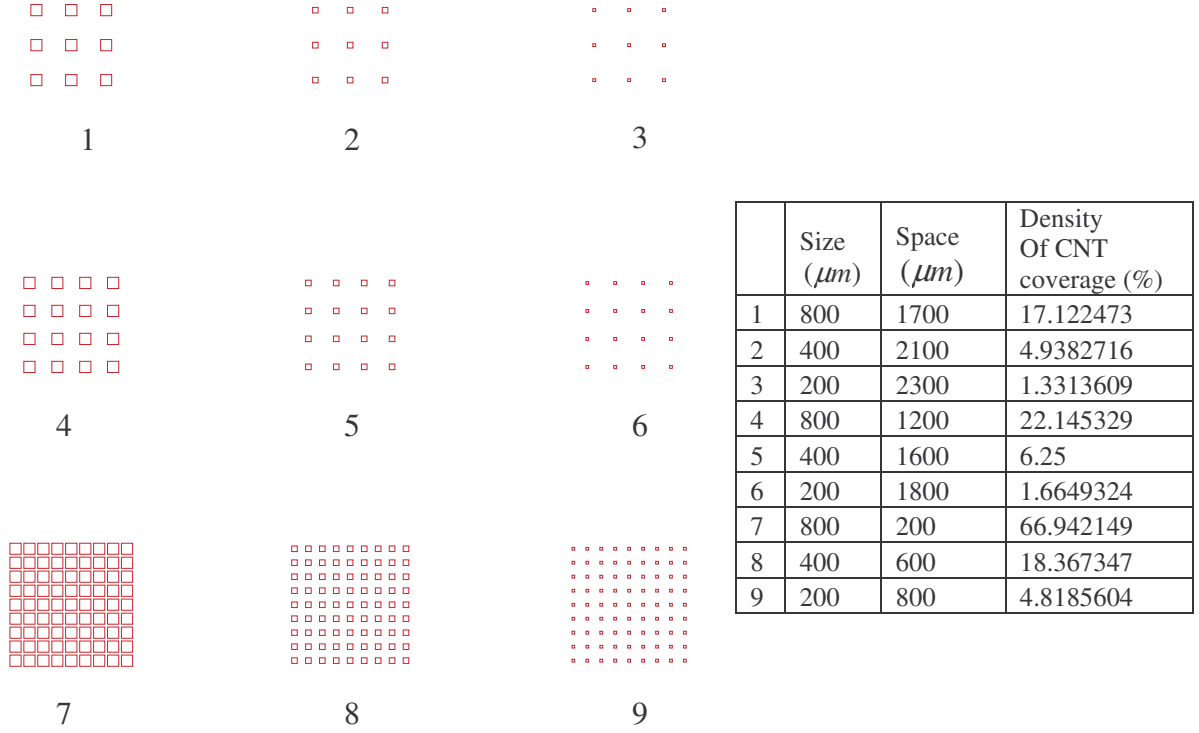 1 2 3
4 5 6
7 8 9
Size
(μm)
Space
(μm)
Density
Of CNT
coverage (%)
1 800 1700 17.122473
2 400 2100 4.9382716
3 200 2300 1.3313609
4 800 1200 22.145329
5 400 1600 6.25
6 200 1800 1.6649324
7 800 200 66.942149
8 400 600 18.367347
9 200 800 4.8185604